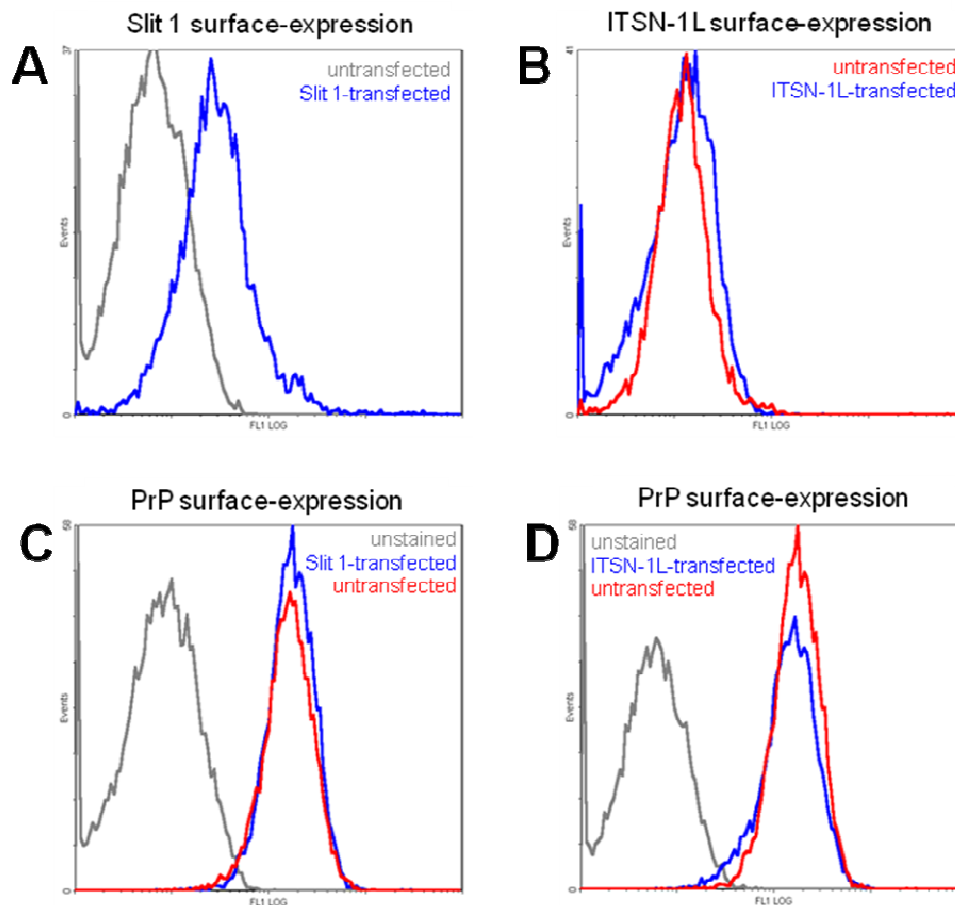 A
Slit 1 surface-expression
37
untransfected
Slit 1-transfected
Events
0
FL1 LOG
B
ITSN-1L surface-expression
41
untransfected
ITSN-1L-transfected
Events
0
FL1 LOG
C
PrP surface-expression
unstained
Slit 1-transfected
untransfected
Events
0
FL1 LOG
D
PrP surface-expression
unstained
ITSN-1L-transfected
untransfected
Events
0
FL1 LOG